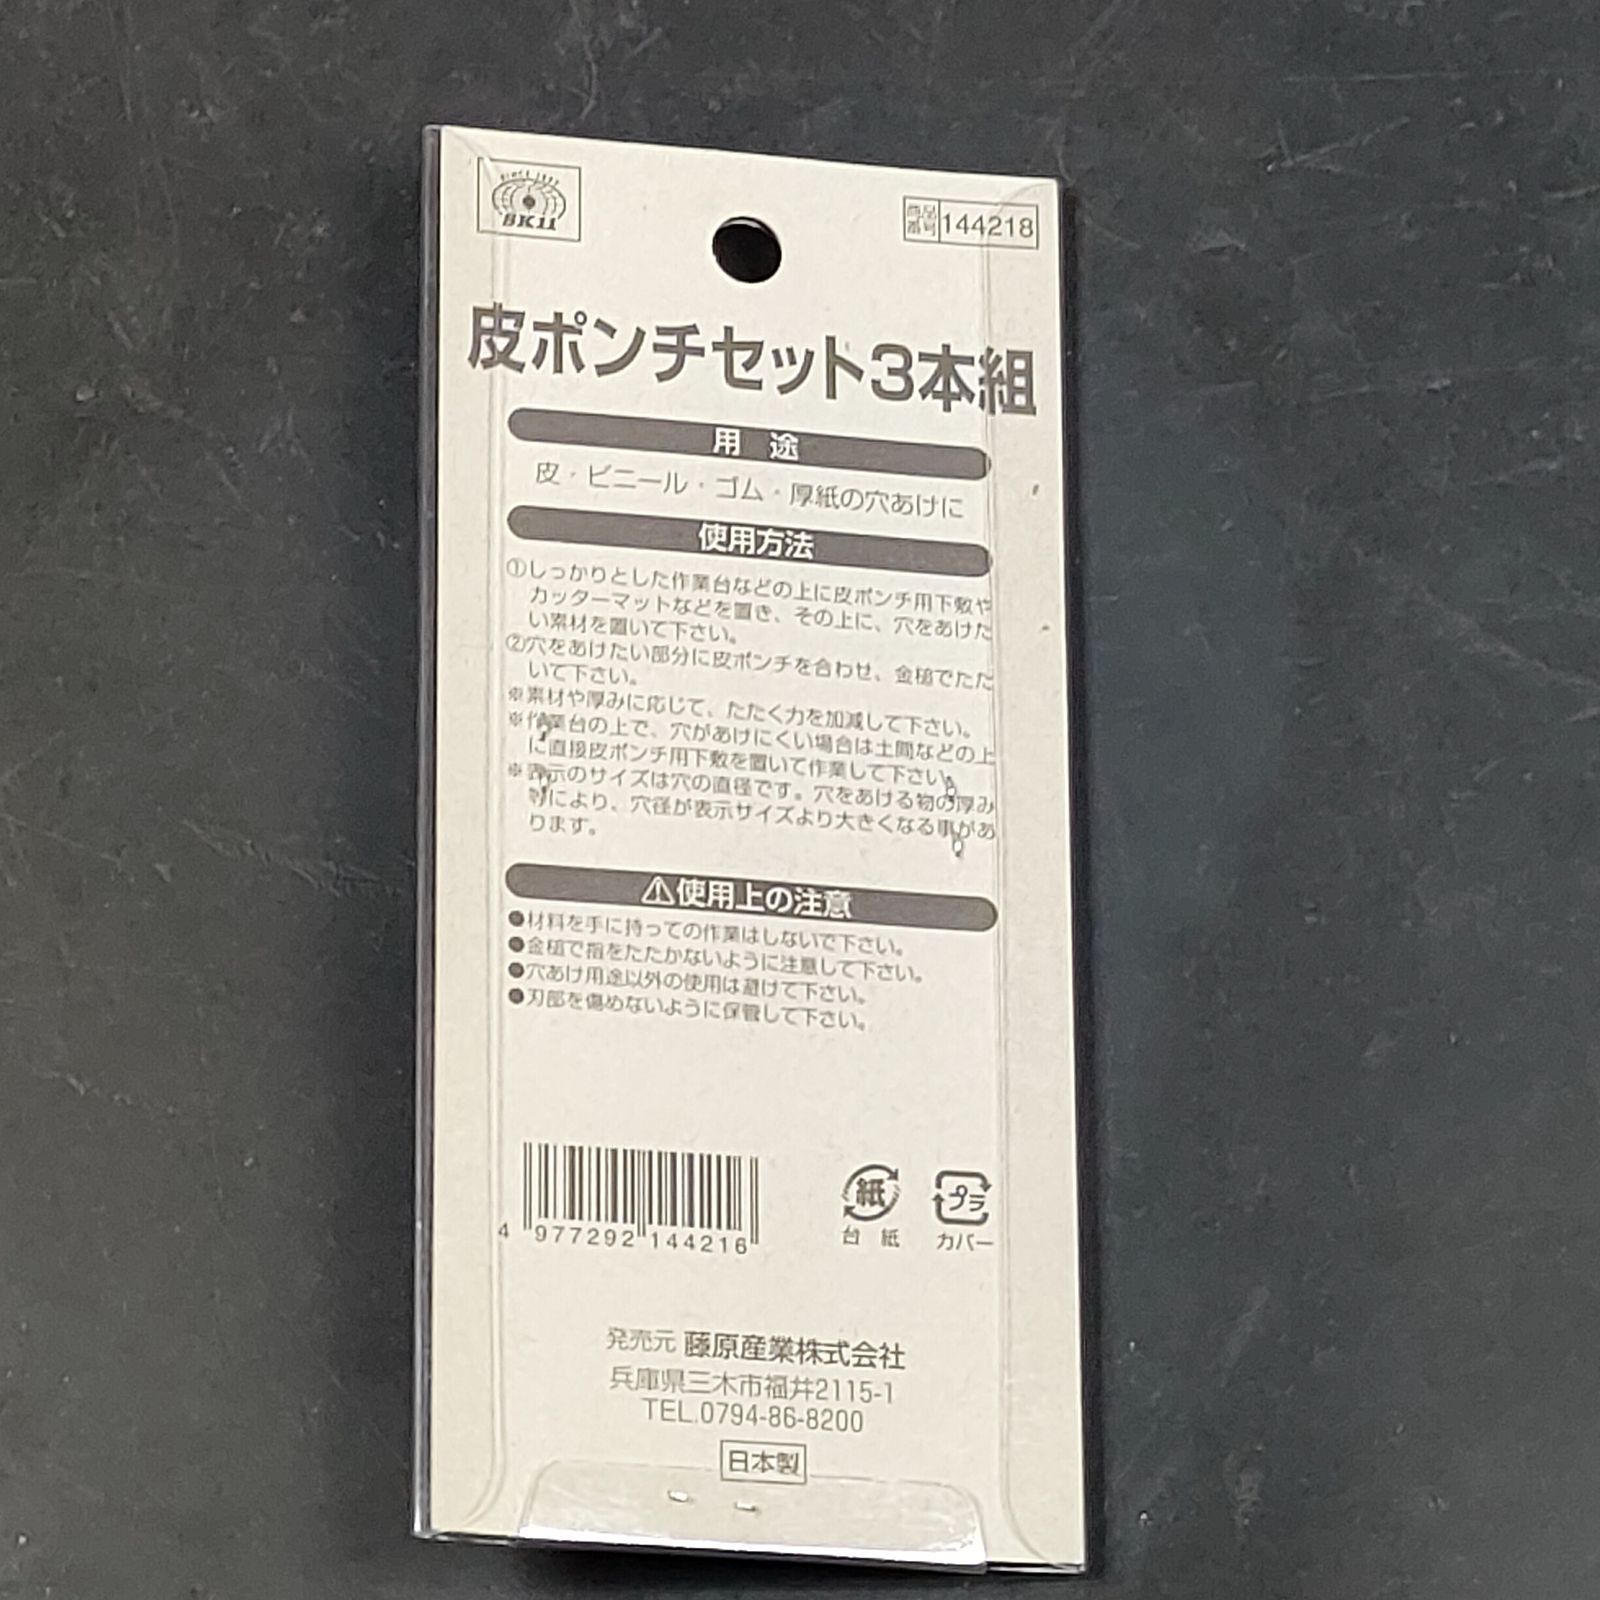 SINCE 1897
SK11
商品番号 144218
皮ポンチセット3本組
用 途
皮・ビニール・ゴム・厚紙の穴あけに
使用方法
①しっかりとした作業台などの上に皮ポンチ用下敷や
カッターマットなどを置き、その上に、穴をあけた
い素材を置いて下さい。
②穴をあけたい部分に皮ポンチを合わせ、金槌でたた
いて下さい。
※素材や厚みに応じて、たたく力を加減して下さい。
※作業台の上で、穴があけにくい場合は土間などの上
に直接皮ポンチ用下敷を置いて作業して下さい。
※表示のサイズは穴の直径です。穴をあける物の厚み
等により、穴径が表示サイズより大きくなる事があ
ります。
⚠使用上の注意
●材料を手に持っての作業はしないで下さい。
●金槌で指をたたかないように注意して下さい。
●穴あけ用途以外の使用は避けて下さい。
●刃部を傷めないように保管して下さい。
4 977292 144216
紙 プラ
台 紙 カバー
発売元 藤原産業株式会社
兵庫県三木市福井2115-1
TEL.0794-86-8200
日本製